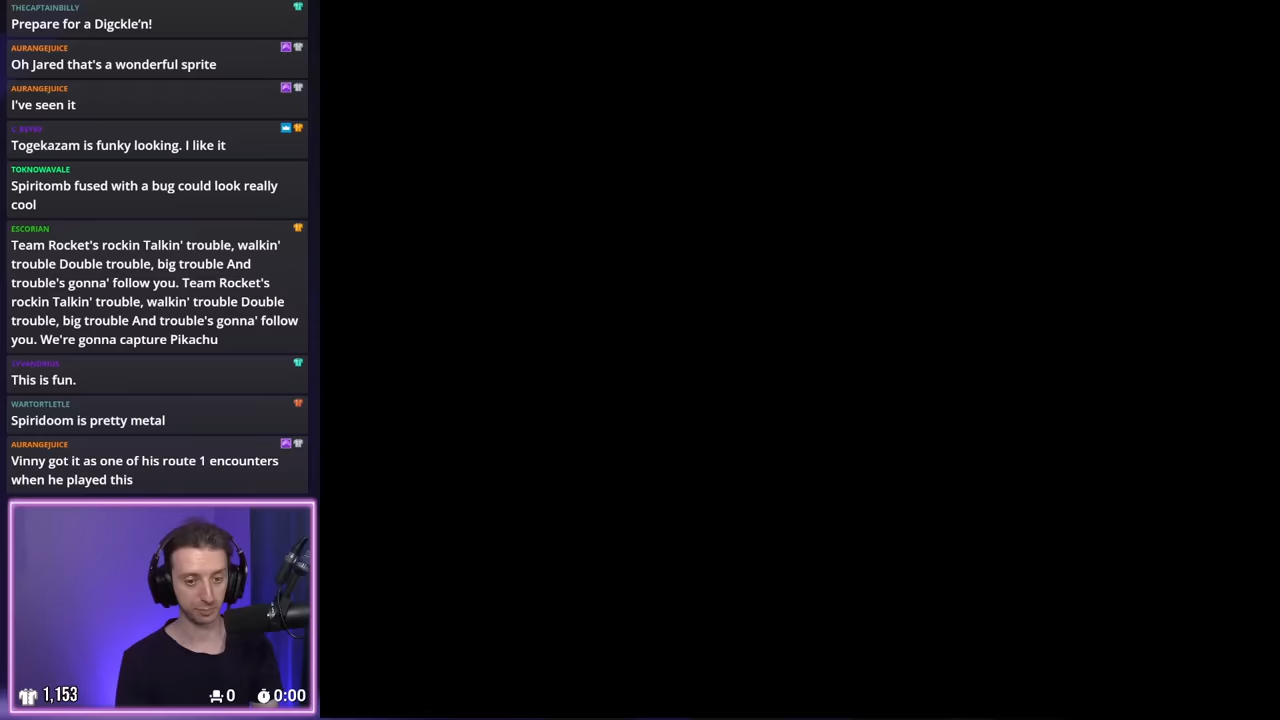 THECAPTAINBILLY
Prepare for a Digckle’n!
AURANGEJUICE
Oh Jared that's a wonderful sprite
AURANGEJUICE
I've seen it
Togekazam is funky looking. I like it
TOKNOWAVALE
Spiritomb fused with a bug could look really
cool
ESCORIAN
Team Rocket's rockin Talkin' trouble, walkin'
trouble Double trouble, big trouble And
trouble's gonna' follow you. Team Rocket's
rockin Talkin' trouble, walkin' trouble Double
trouble, big trouble And trouble's gonna' follow
you. We're gonna capture Pikachu
This is fun.
WARTORTLETLE
Spiridoom is pretty metal
AURANGEJUICE
Vinny got it as one of his route 1 encounters
when he played this
1,153
0
0:00